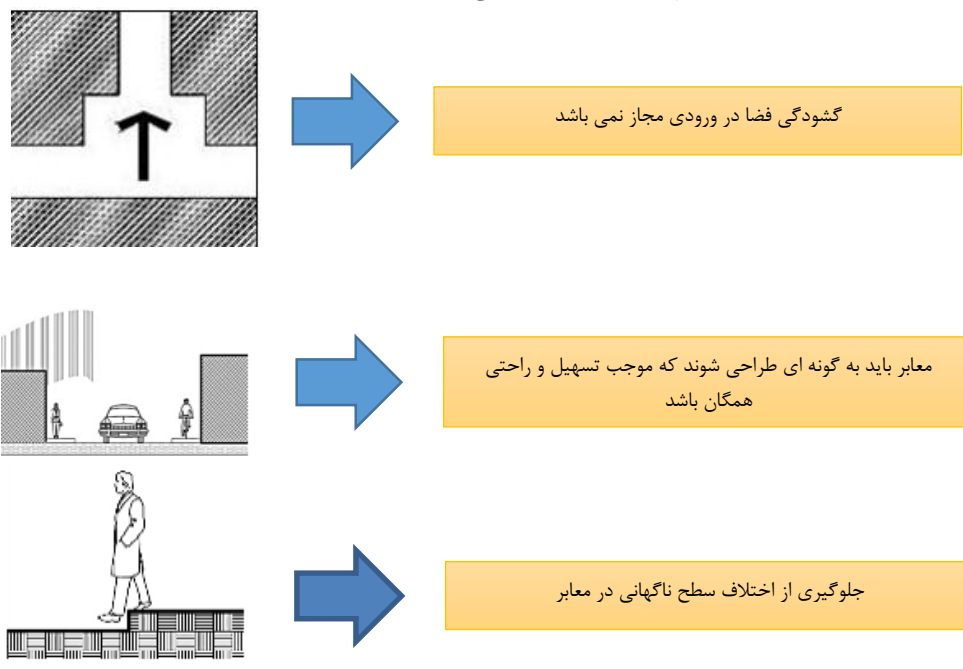 گشودگی فضا در ورودی مجاز نمی باشد
معابر باید به گونه ای طراحی شوند که موجب تسهیل و راحتی
همگان باشد
جلوگیری از اختلاف سطح ناگهانی در معابر